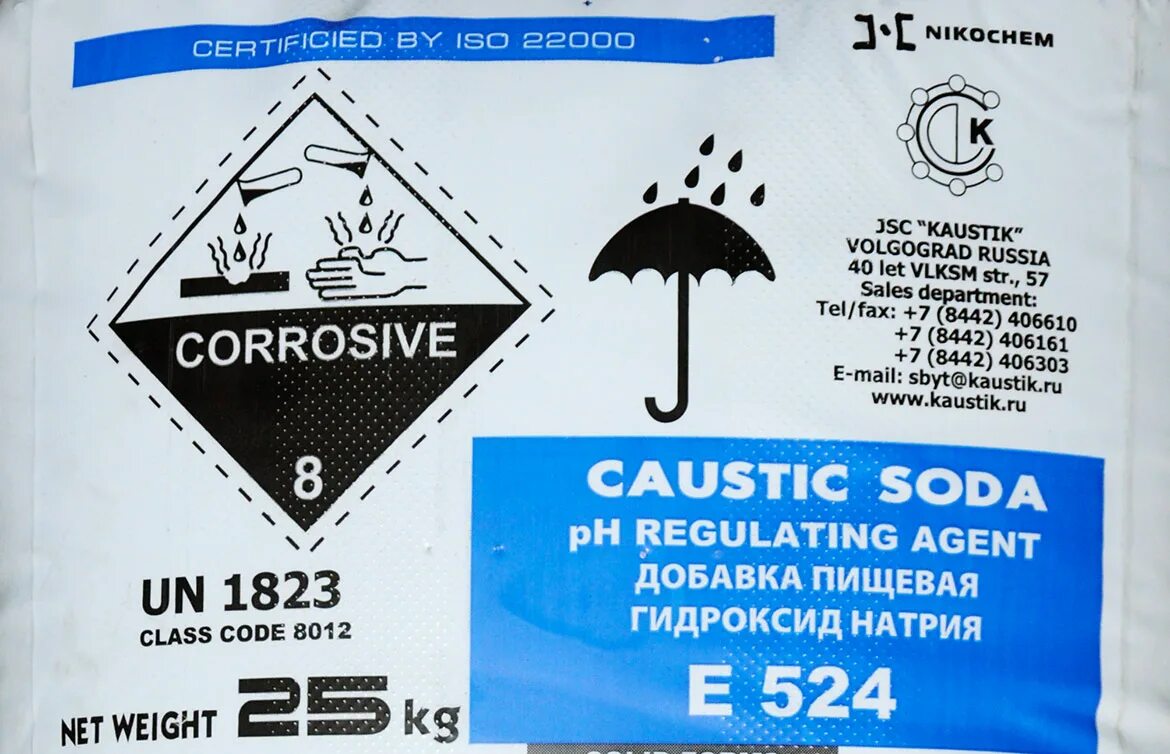 CERTIFICIED BY ISO 22000
NIKOCHEM
K
JSC "KAUSTIK"
VOLGOGRAD RUSSIA
40 let VLKSM str., 57
Sales department:
Tel/fax: +7 (8442) 406610
+7 (8442) 406161
+7 (8442) 406303
E-mail: sbyt@kaustik.ru
www.kaustik.ru
CORROSIVE
8
UN 1823
CLASS CODE 8012
NET WEIGHT 25 kg
CAUSTIC SODA
pH REGULATING AGENT
ДОБАВКА ПИЩЕВАЯ
ГИДРОКСИД НАТРИЯ
E 524